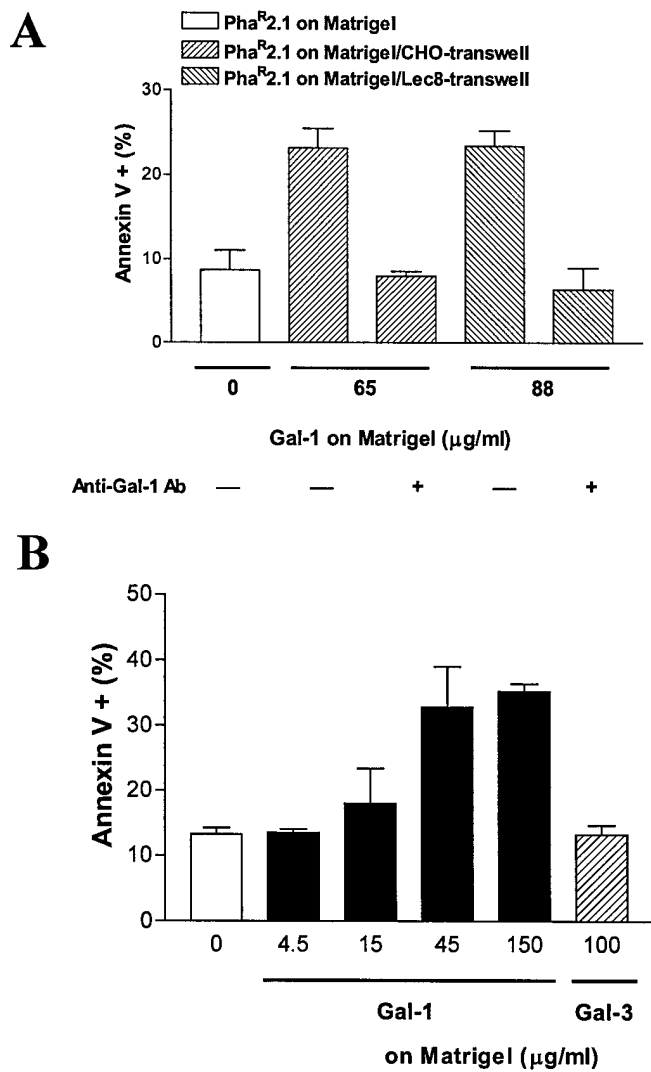 A
Pha^R2.1 on Matrigel
Pha^R2.1 on Matrigel/CHO-transwell
Pha^R2.1 on Matrigel/Lec8-transwell
Annexin V + (%)
30
20
10
0
0 65 88
Gal-1 on Matrigel (μg/ml)
Anti-Gal-1 Ab — — + — +
B
Annexin V + (%)
50
40
30
20
10
0
0 4.5 15 45 150 100
Gal-1 Gal-3
on Matrigel (μg/ml)